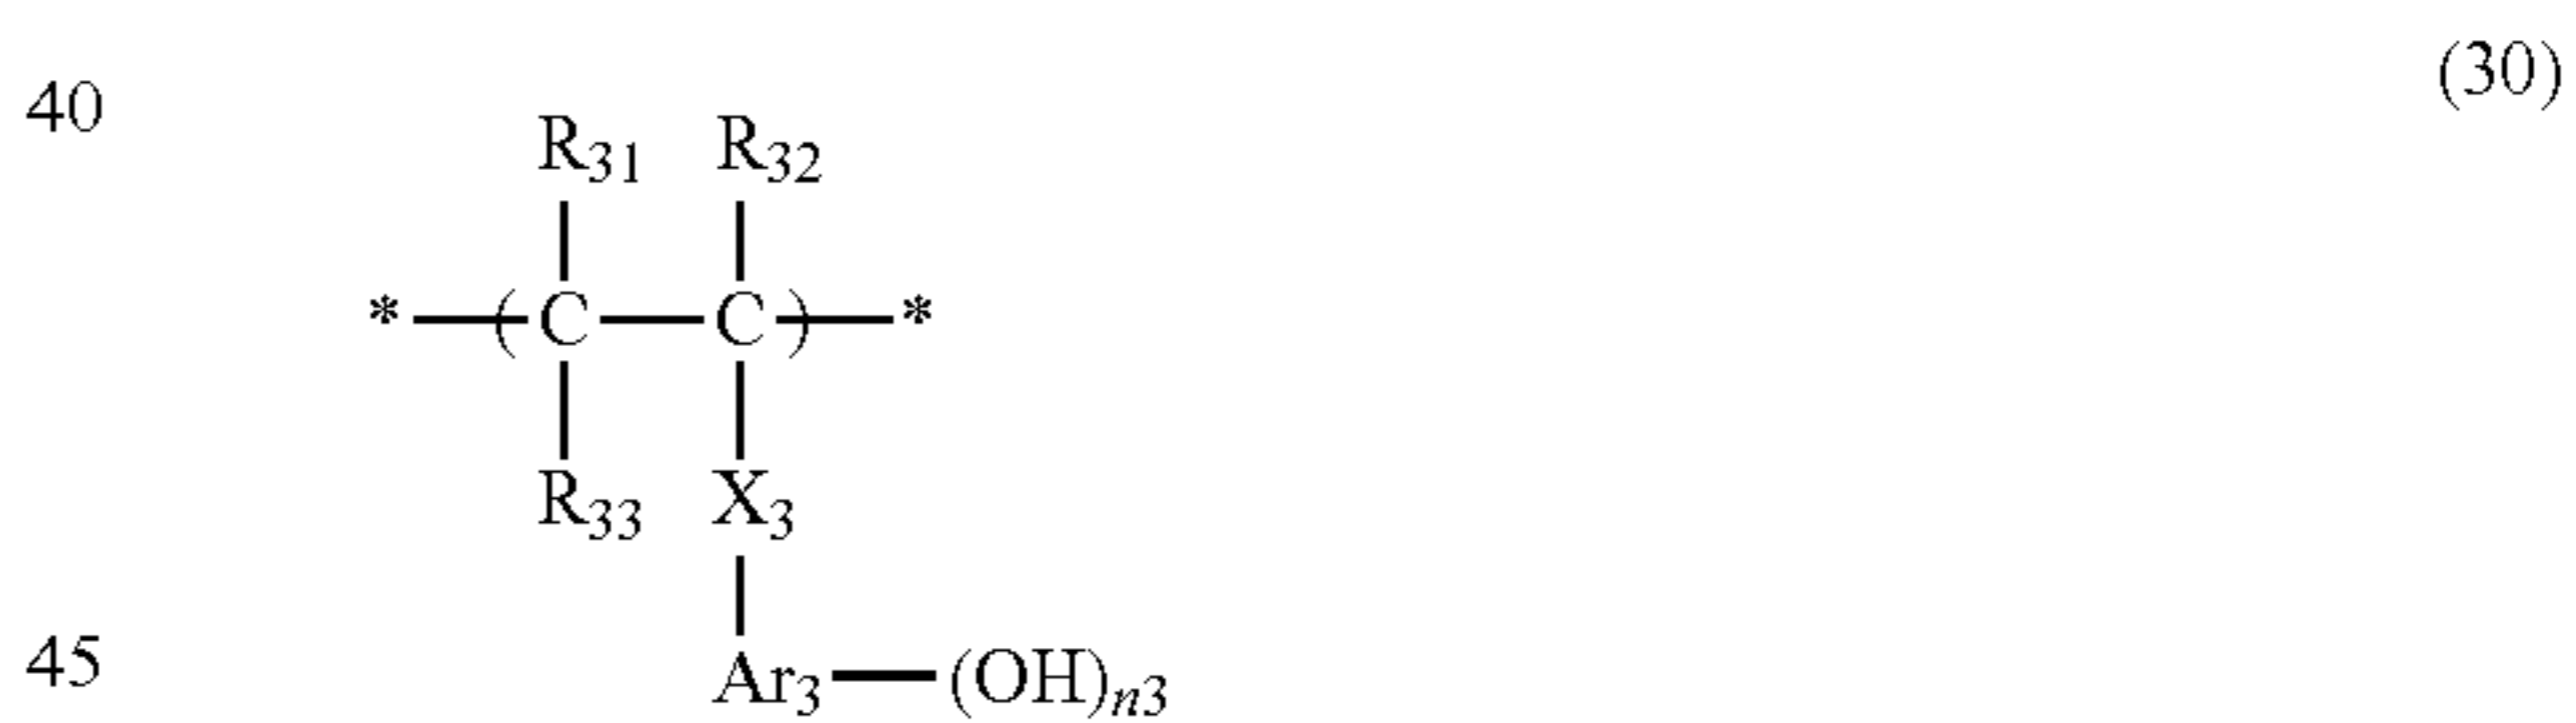 (30)
40
R31 R32
*—(C—C)—*
R33 X3
45
Ar3—(OH)n3